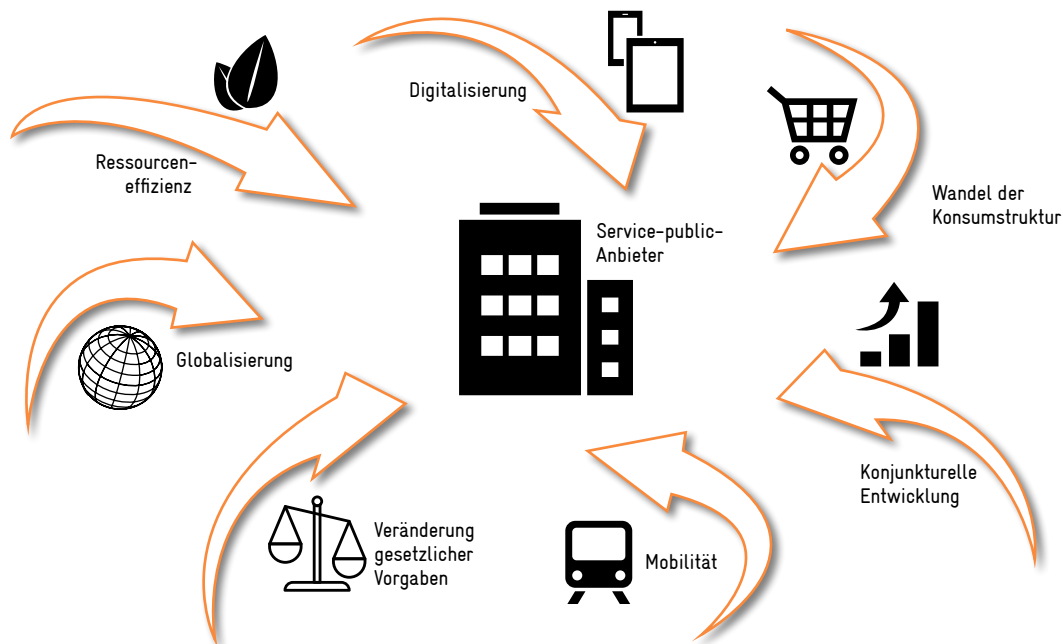 Digitalisierung
Ressourcen-
effizienz
Wandel der
Konsumstruktur
Service-public-
Anbieter
Globalisierung
Konjunkturelle
Entwicklung
Veränderung
gesetzlicher
Vorgaben
Mobilität